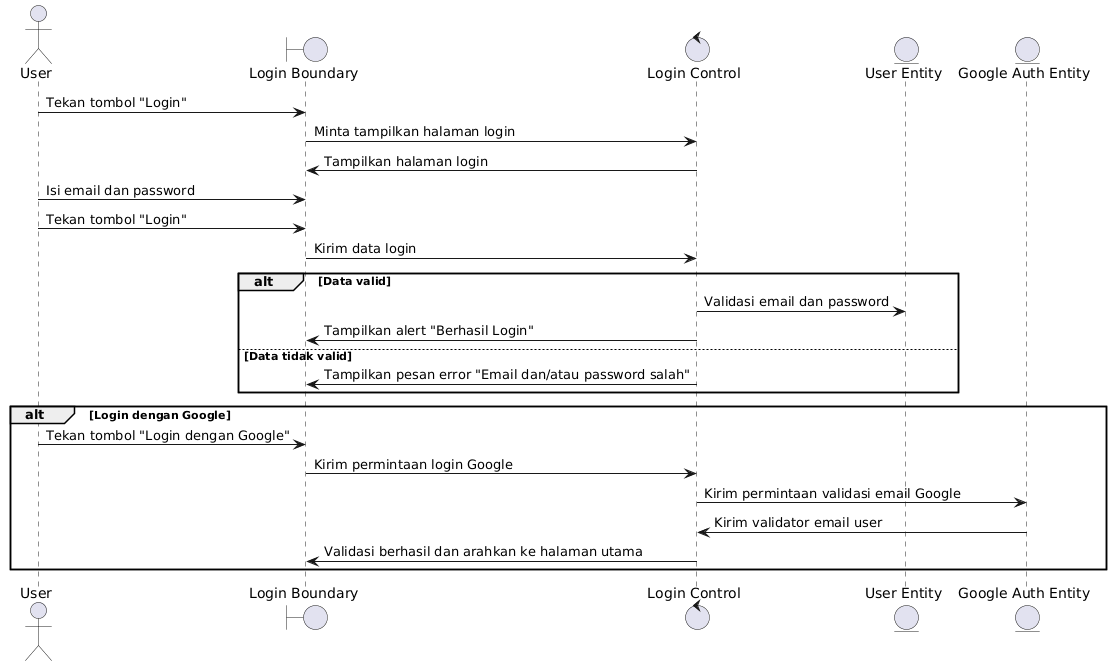 User
Login Boundary
Login Control
User Entity
Google Auth Entity
Tekan tombol "Login"
Minta tampilkan halaman login
Tampilkan halaman login
Isi email dan password
Tekan tombol "Login"
Kirim data login
alt [Data valid]
Validasi email dan password
Tampilkan alert "Berhasil Login"
[Data tidak valid]
Tampilkan pesan error "Email dan/atau password salah"
alt [Login dengan Google]
Tekan tombol "Login dengan Google"
Kirim permintaan login Google
Kirim permintaan validasi email Google
Kirim validator email user
Validasi berhasil dan arahkan ke halaman utama
User
Login Boundary
Login Control
User Entity
Google Auth Entity